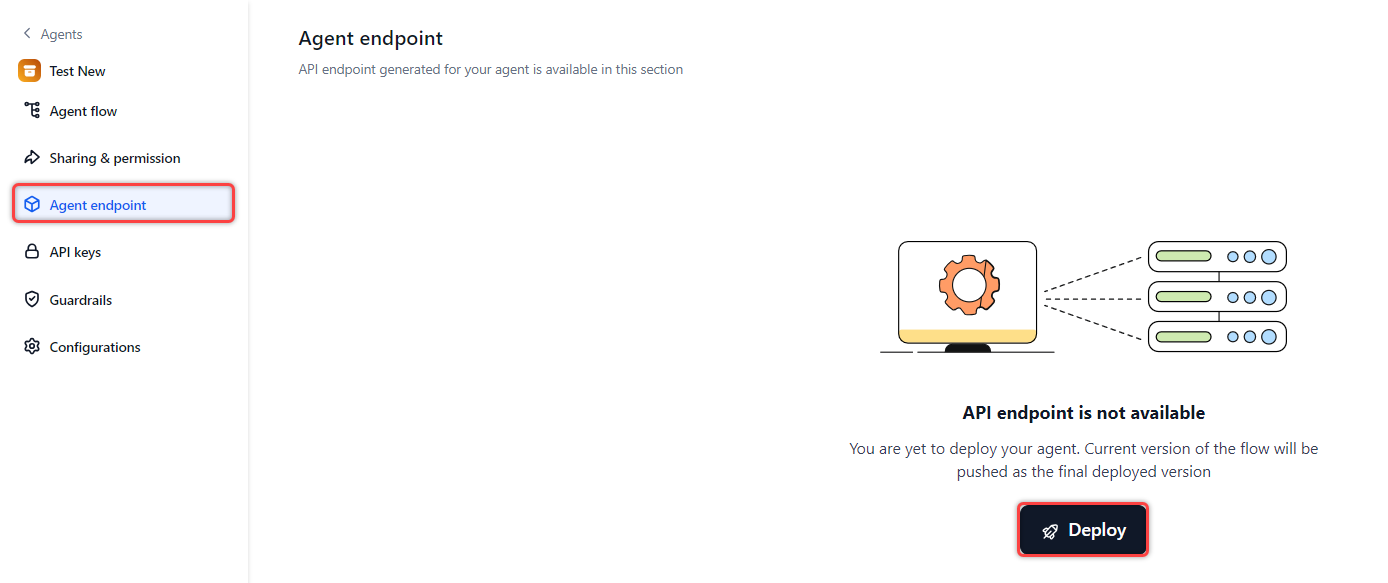 Agents
Test New
Agent flow
Sharing & permission
Agent endpoint
API keys
Guardrails
Configurations
Agent endpoint
API endpoint generated for your agent is available in this section
API endpoint is not available
You are yet to deploy your agent. Current version of the flow will be
pushed as the final deployed version
Deploy